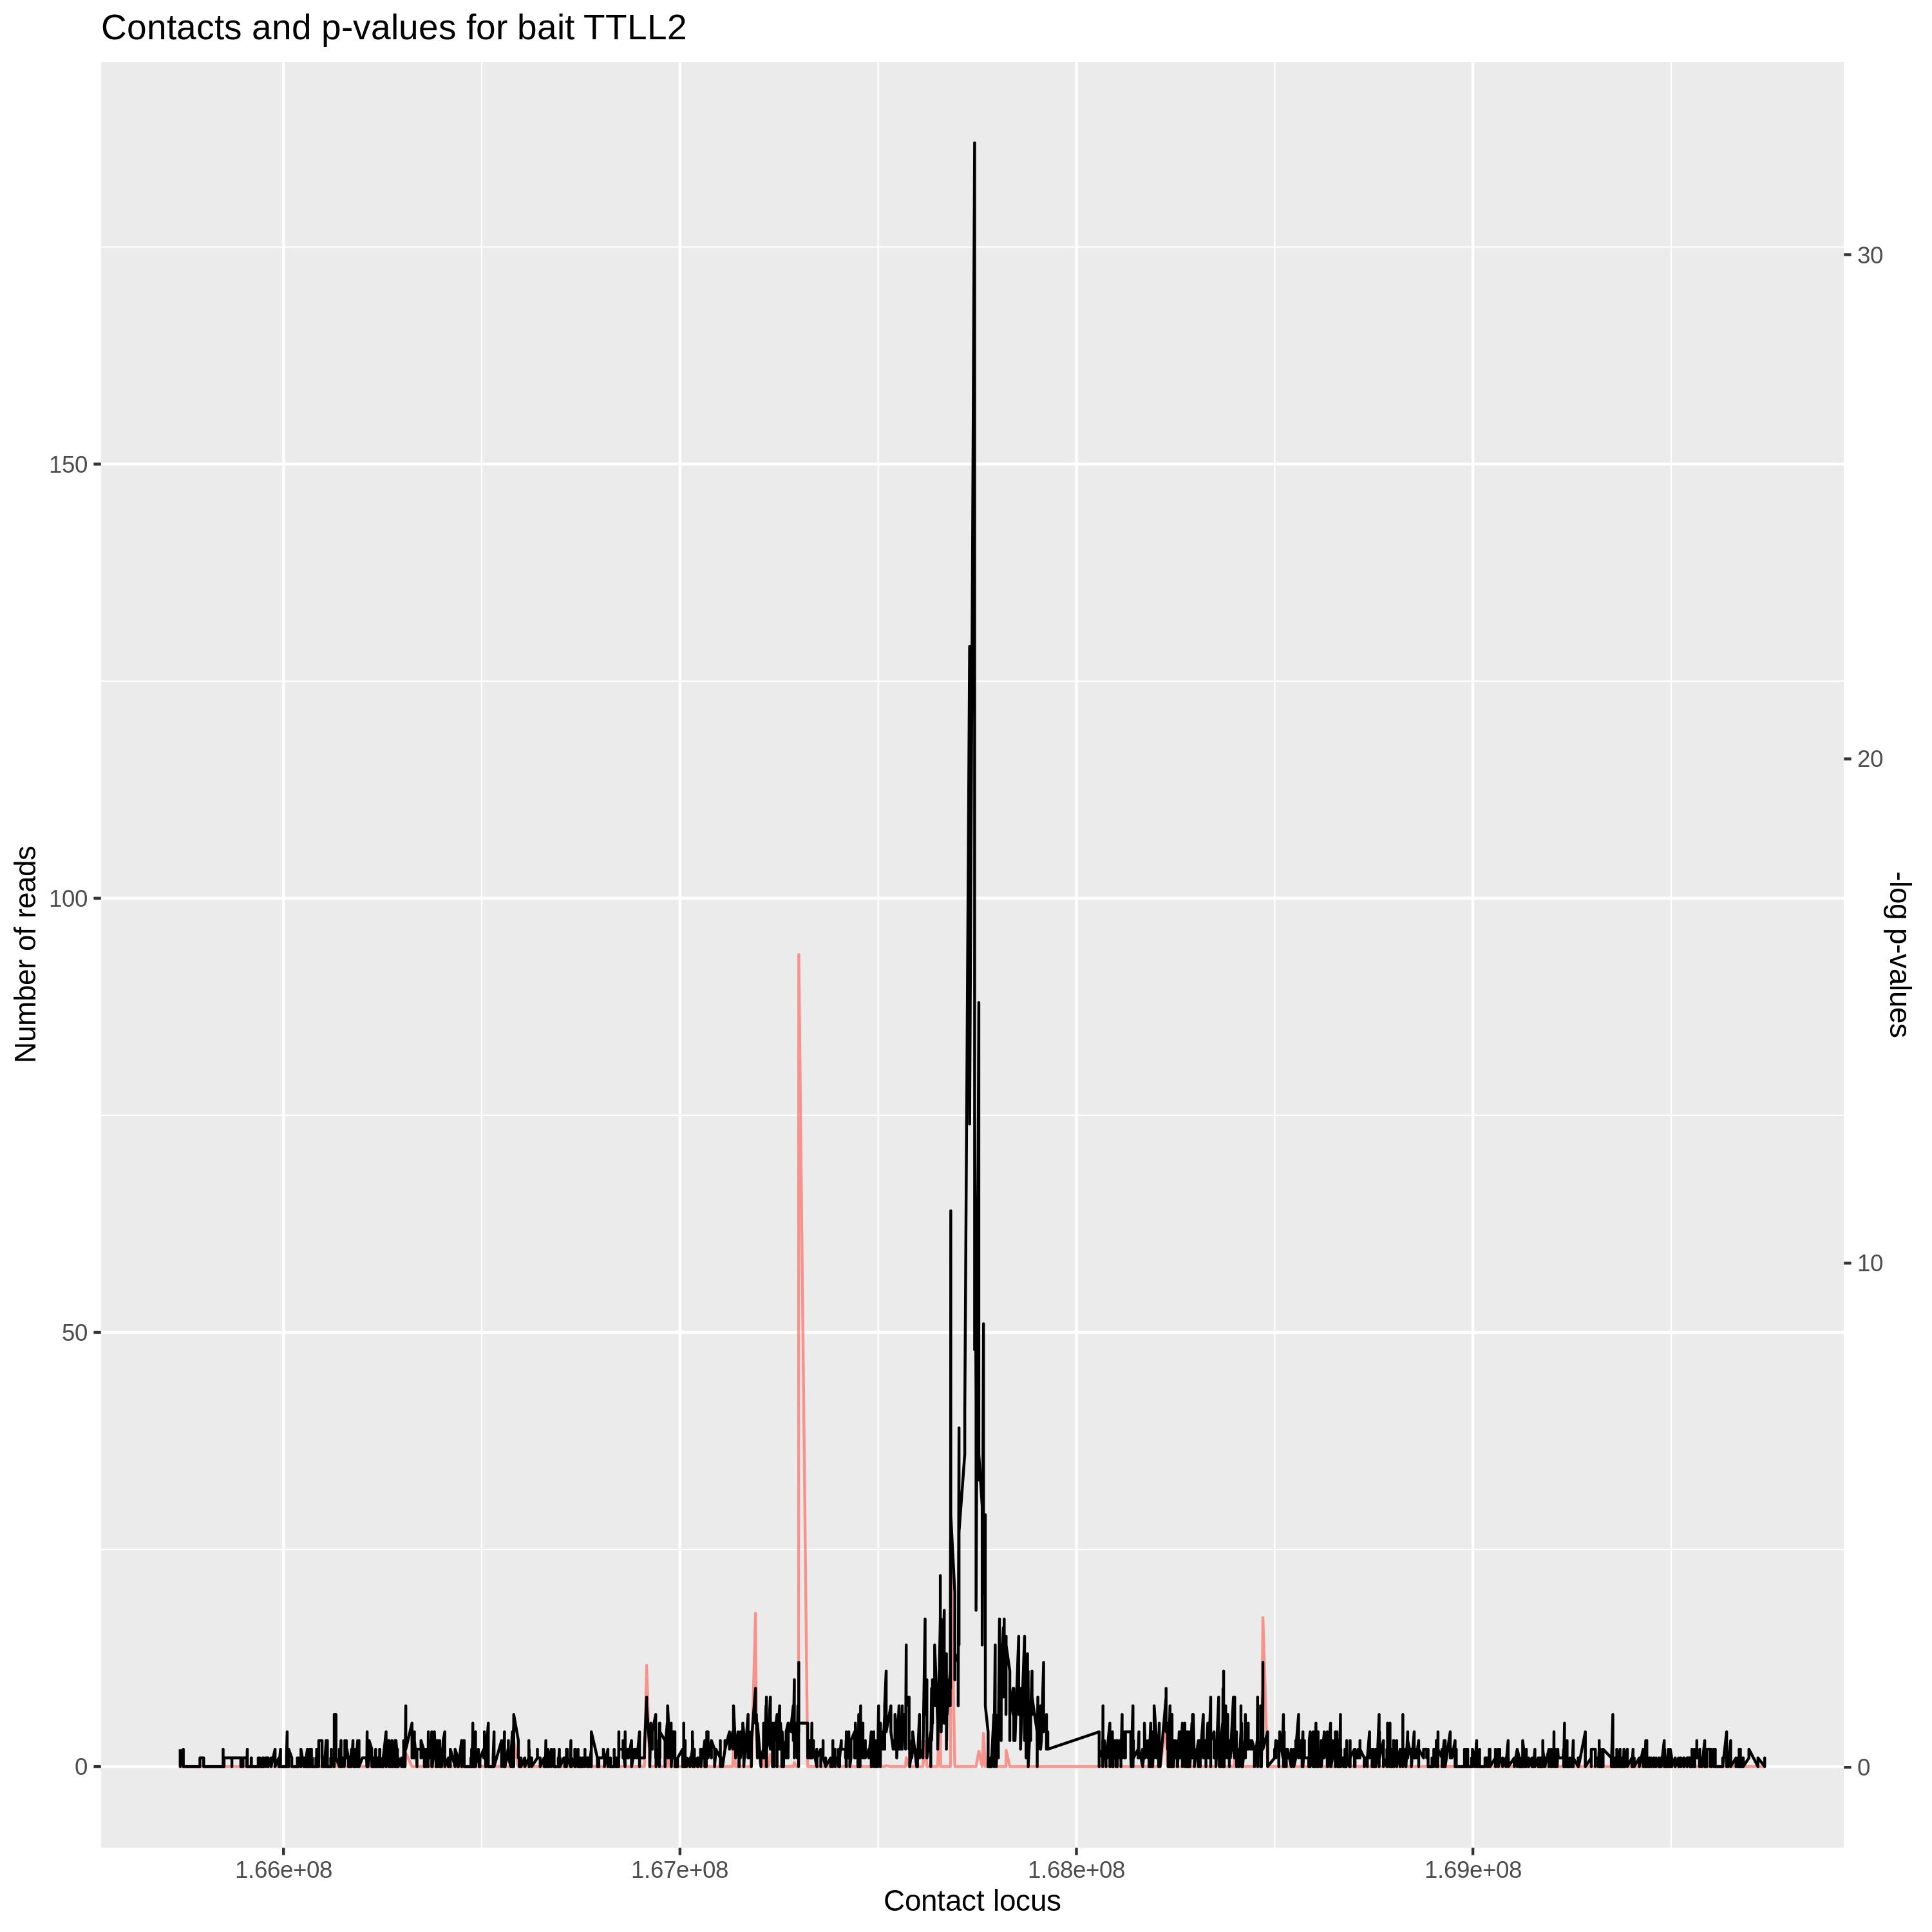 Contacts and p-values for bait TTLL2
Number of reads
150
100
50
0
30
20
10
0
-log p-values
1.66e+08
1.67e+08
1.68e+08
1.69e+08
Contact locus